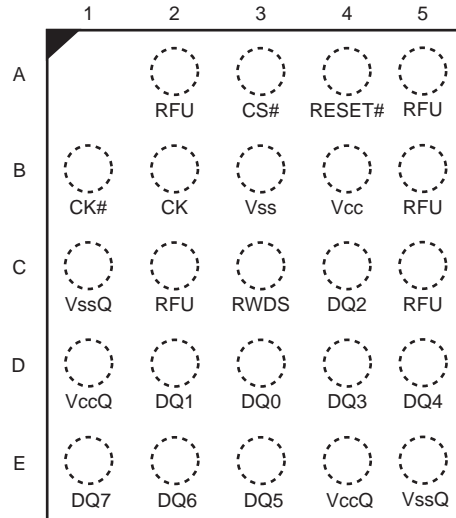 1 2 3 4 5
A
RFU CS# RESET# RFU
B
CK# CK Vss Vcc RFU
C
VssQ RFU RWDS DQ2 RFU
D
VccQ DQ1 DQ0 DQ3 DQ4
E
DQ7 DQ6 DQ5 VccQ VssQ